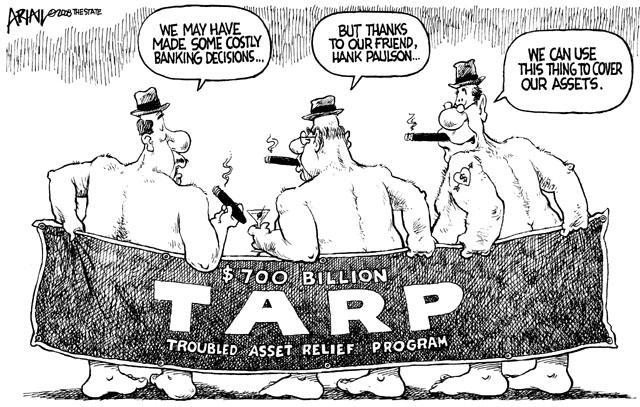 ARIAIL ©2008 THE STATE
WE MAY HAVE
MADE SOME COSTLY
BANKING DECISIONS...
BUT THANKS
TO OUR FRIEND,
HANK PAULSON...
WE CAN USE
THIS THING TO COVER
OUR ASSETS.
$
$700 BILLION
TARP
TROUBLED ASSET RELIEF PROGRAM